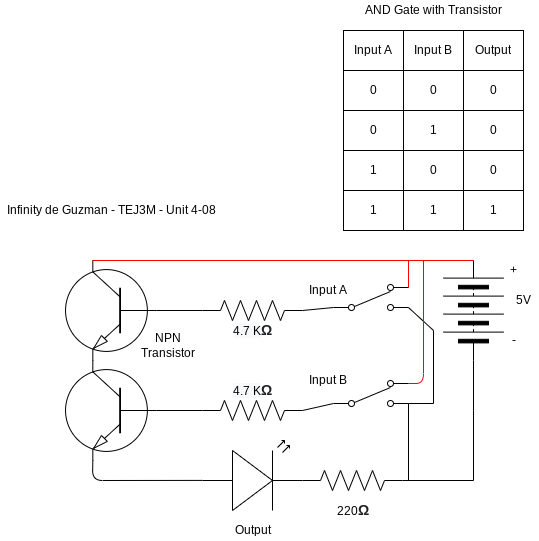 AND Gate with Transistor
Input A Input B Output
0 0 0
0 1 0
1 0 0
1 1 1
Infinity de Guzman - TEJ3M - Unit 4-08
+
Input A
5V
4.7 KΩ
NPN
Transistor
-
Input B
4.7 KΩ
220Ω
Output